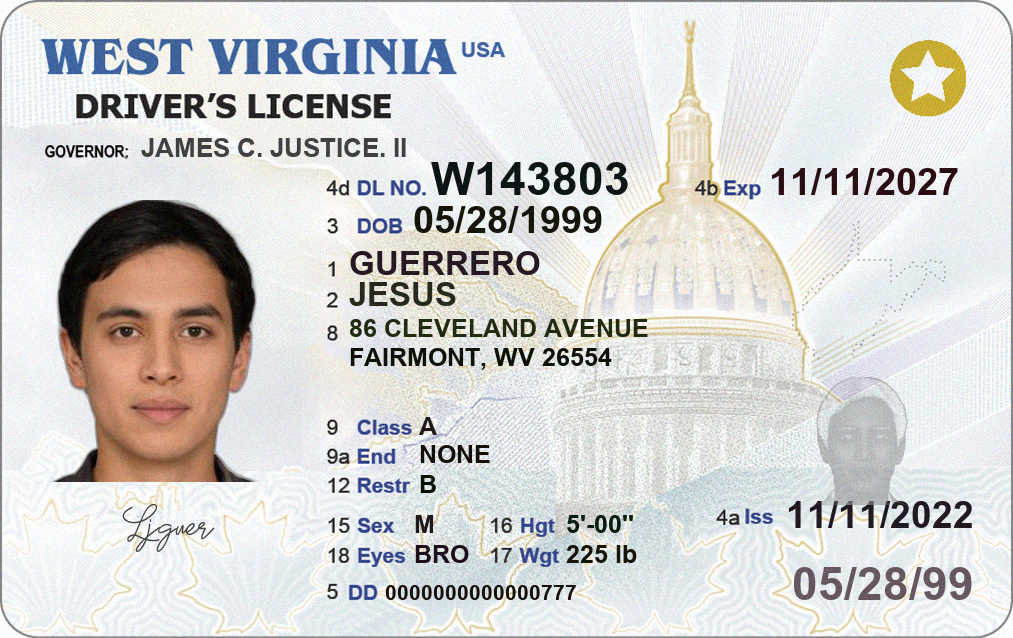 WEST VIRGINIA USA
DRIVER'S LICENSE
GOVERNOR: JAMES C. JUSTICE. II
4d DL NO. W143803 4b Exp 11/11/2027
3 DOB 05/28/1999
1 GUERRERO
2 JESUS
8 86 CLEVELAND AVENUE
FAIRMONT, WV 26554
9 Class A
9a End NONE
12 Restr B
15 Sex M 16 Hgt 5'-00" 4a Iss 11/11/2022
18 Eyes BRO 17 Wgt 225 lb
5 DD 0000000000000777
05/28/99